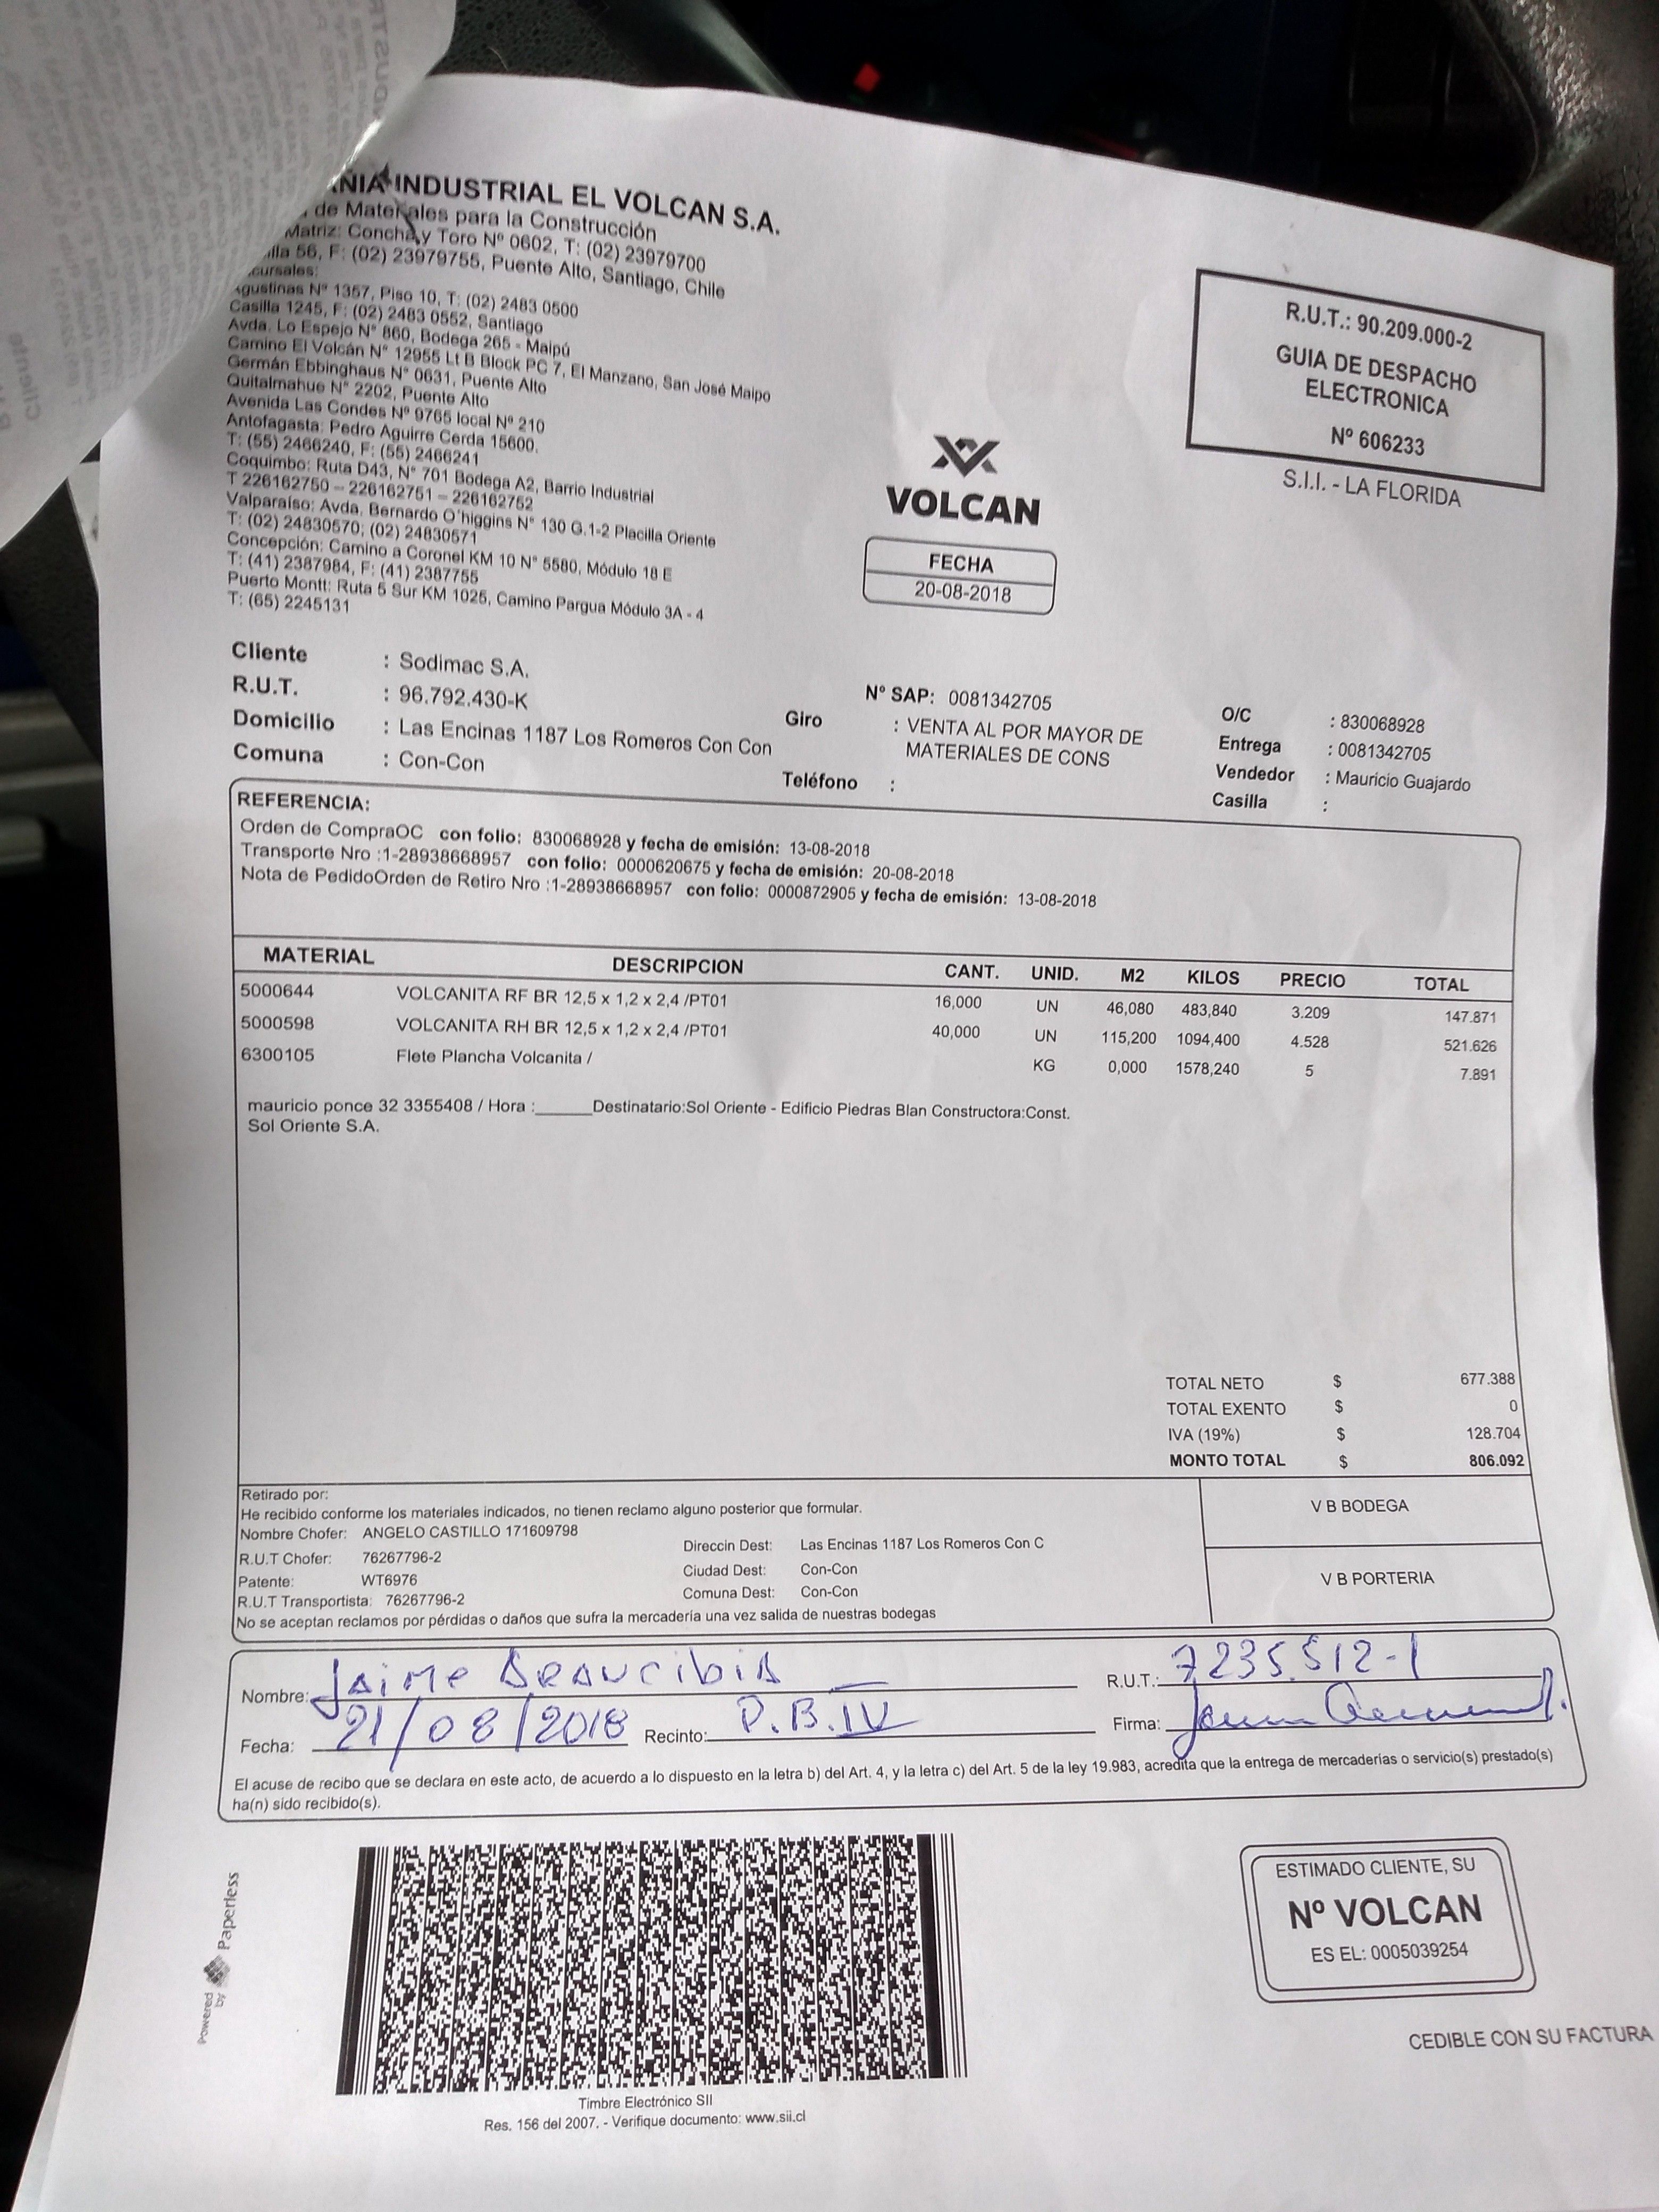 INDUSTRIAL EL VOLCAN S.A.
de Materiales para la Construcción
Matriz: Concha y Toro Nº 0602, T: (02) 23979700
56, F: (02) 23979755, Puente Alto, Santiago, Chile
Agustinas Nº 1357, Piso 10, T: (02) 2483 0500
Casilla 1245, F: (02) 2483 0552, Santiago
Avda. Lo Espejo N° 860, Bodega 265 - Maipú
Camino El Volcán N° 12955 Lt B Block PC 7, El Manzano, San José Maipo
Germán Ebbinghaus N° 0631, Puente Alto
Quitalmahue N° 2202, Puente Alto
Avenida Las Condes Nº 9765 local Nº 210
Antofagasta: Pedro Aguirre Cerda 15600.
T: (55) 2466240, F: (55) 2466241
Coquimbo: Ruta D43, N° 701 Bodega A2, Barrio Industrial
T 226162750 – 226162751 – 226162752
Valparaíso: Avda. Bernardo O´higgins N° 130 G.1-2 Placilla Oriente
T: (02) 24830570; (02) 24830571
Concepción: Camino a Coronel KM 10 N° 5580, Módulo 18 E
T: (41) 2387984, F: (41) 2387755
Puerto Montt: Ruta 5 Sur KM 1025, Camino Pargua Módulo 3A - 4
T: (65) 2245131
R.U.T.: 90.209.000-2
GUIA DE DESPACHO
ELECTRONICA
Nº 606233
S.I.I. - LA FLORIDA
VOLCAN
FECHA
20-08-2018
Cliente : Sodimac S.A.
R.U.T. : 96.792.430-K
Domicilio : Las Encinas 1187 Los Romeros Con Con
Comuna : Con-Con
N° SAP: 0081342705
Giro : VENTA AL POR MAYOR DE
MATERIALES DE CONS
Teléfono :
O/C : 830068928
Entrega : 0081342705
Vendedor : Mauricio Guajardo
Casilla :
REFERENCIA:
Orden de CompraOC con folio: 830068928 y fecha de emisión: 13-08-2018
Transporte Nro :1-28938668957 con folio: 0000620675 y fecha de emisión: 20-08-2018
Nota de PedidoOrden de Retiro Nro :1-28938668957 con folio: 0000872905 y fecha de emisión: 13-08-2018
MATERIAL DESCRIPCION CANT. UNID. M2 KILOS PRECIO TOTAL
5000644 VOLCANITA RF BR 12,5 x 1,2 x 2,4 /PT01 16,000 UN 46,080 483,840 3.209 147.871
5000598 VOLCANITA RH BR 12,5 x 1,2 x 2,4 /PT01 40,000 UN 115,200 1094,400 4.528 521.626
6300105 Flete Plancha Volcanita / KG 0,000 1578,240 5 7.891
mauricio ponce 32 3355408 / Hora :______Destinatario:Sol Oriente - Edificio Piedras Blan Constructora:Const.
Sol Oriente S.A.
TOTAL NETO $ 677.388
TOTAL EXENTO $ 0
IVA (19%) $ 128.704
MONTO TOTAL $ 806.092
Retirado por:
He recibido conforme los materiales indicados, no tienen reclamo alguno posterior que formular.
Nombre Chofer: ANGELO CASTILLO 171609798
R.U.T Chofer: 76267796-2
Patente: WT6976
R.U.T Transportista: 76267796-2
Direccin Dest: Las Encinas 1187 Los Romeros Con C
Ciudad Dest: Con-Con
Comuna Dest: Con-Con
No se aceptan reclamos por pérdidas o daños que sufra la mercadería una vez salida de nuestras bodegas
V B BODEGA
V B PORTERIA
Nombre: Jaime R.U.T.: 7235.512-1
Fecha: 21/08/2018 Recinto: P.B.IV Firma:
El acuse de recibo que se declara en este acto, de acuerdo a lo dispuesto en la letra b) del Art. 4, y la letra c) del Art. 5 de la ley 19.983, acredita que la entrega de mercaderías o servicio(s) prestado(s)
ha(n) sido recibido(s).
Powered by Paperless
Timbre Electrónico SII
Res. 156 del 2007. - Verifique documento: www.sii.cl
ESTIMADO CLIENTE, SU
Nº VOLCAN
ES EL: 0005039254
CEDIBLE CON SU FACTURA
Cliente